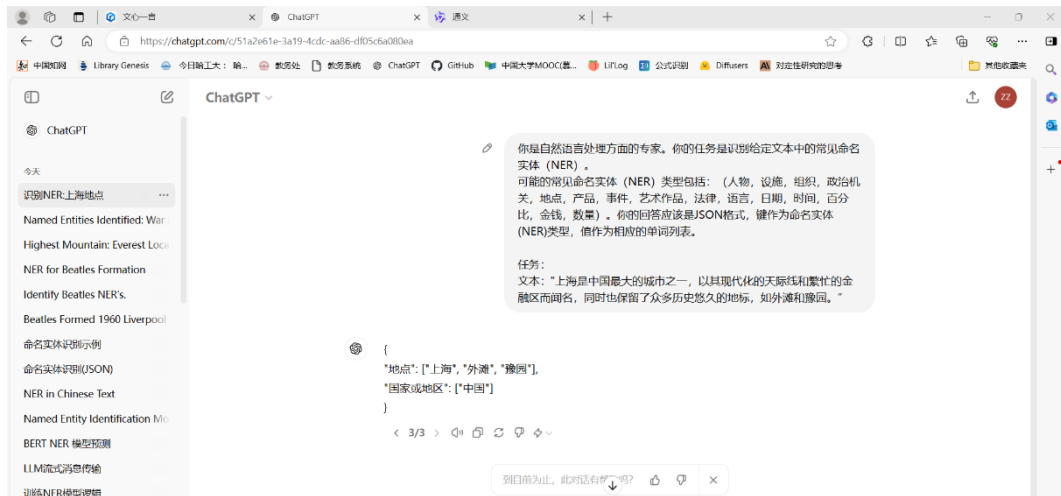 文心一言
ChatGPT
通义
https://chatgpt.com/c/51a2e61e-3a19-4cdc-aa86-df05c6a080ea
中国知网
Library Genesis
今日哈工大： 哈...
教务处
教务系统
ChatGPT
GitHub
中国大学MOOC(慕...
Lil'Log
公式识别
Diffusers
对定性研究的思考
其他收藏夹
ChatGPT
ZZ
ChatGPT
今天
识别NER:上海地点
Named Entities Identified: War
Highest Mountain: Everest Loca
NER for Beatles Formation
Identify Beatles NER's.
Beatles Formed 1960 Liverpool
命名实体识别示例
命名实体识别(JSON)
NER in Chinese Text
Named Entity Identification Mo
BERT NER 模型预测
LLM流式消息传输
训练NER模型逻辑
你是自然语言处理方面的专家。你的任务是识别给定文本中的常见命名
实体（NER）。
可能的常见命名实体（NER）类型包括：（人物，设施，组织，政治机
关，地点，产品，事件，艺术作品，法律，语言，日期，时间，百分
比，金钱，数量）。你的回答应该是JSON格式，键作为命名实体
(NER)类型，值作为相应的单词列表。
任务：
文本："上海是中国最大的城市之一，以其现代化的天际线和繁忙的金
融区而闻名，同时也保留了众多历史悠久的地标，如外滩和豫园。"
{
"地点": ["上海", "外滩", "豫园"],
"国家或地区": ["中国"]
}
3/3
到目前为止，此对话有帮吗?